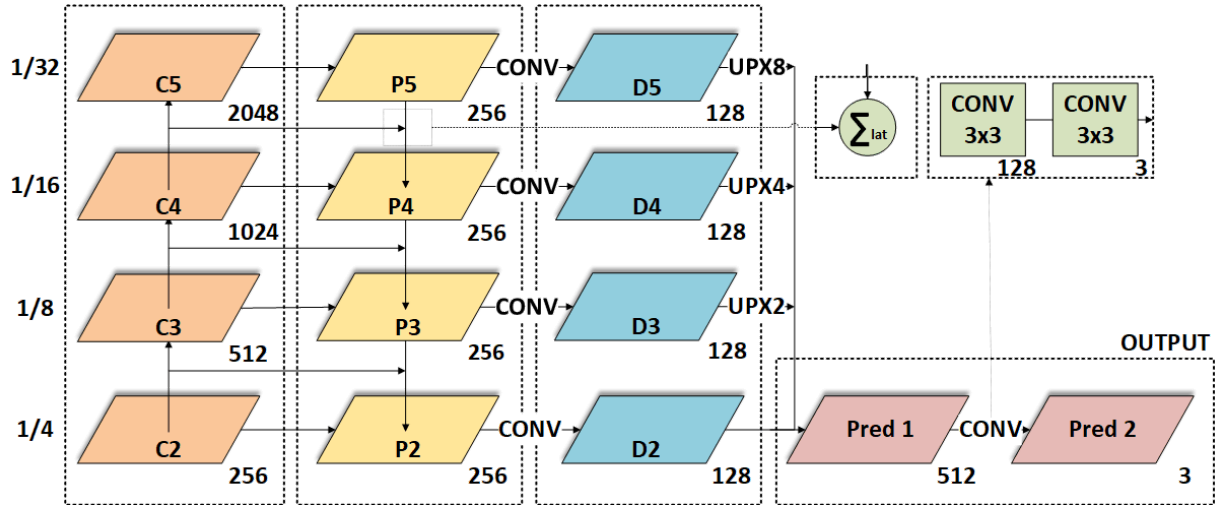 1/32
C5
2048
P5
256
CONV
D5
128
UPX8
∑lat
CONV
3x3
128
CONV
3x3
3
1/16
C4
1024
P4
256
CONV
D4
128
UPX4
1/8
C3
512
P3
256
CONV
D3
128
UPX2
OUTPUT
1/4
C2
256
P2
256
CONV
D2
128
Pred 1
512
CONV
Pred 2
3